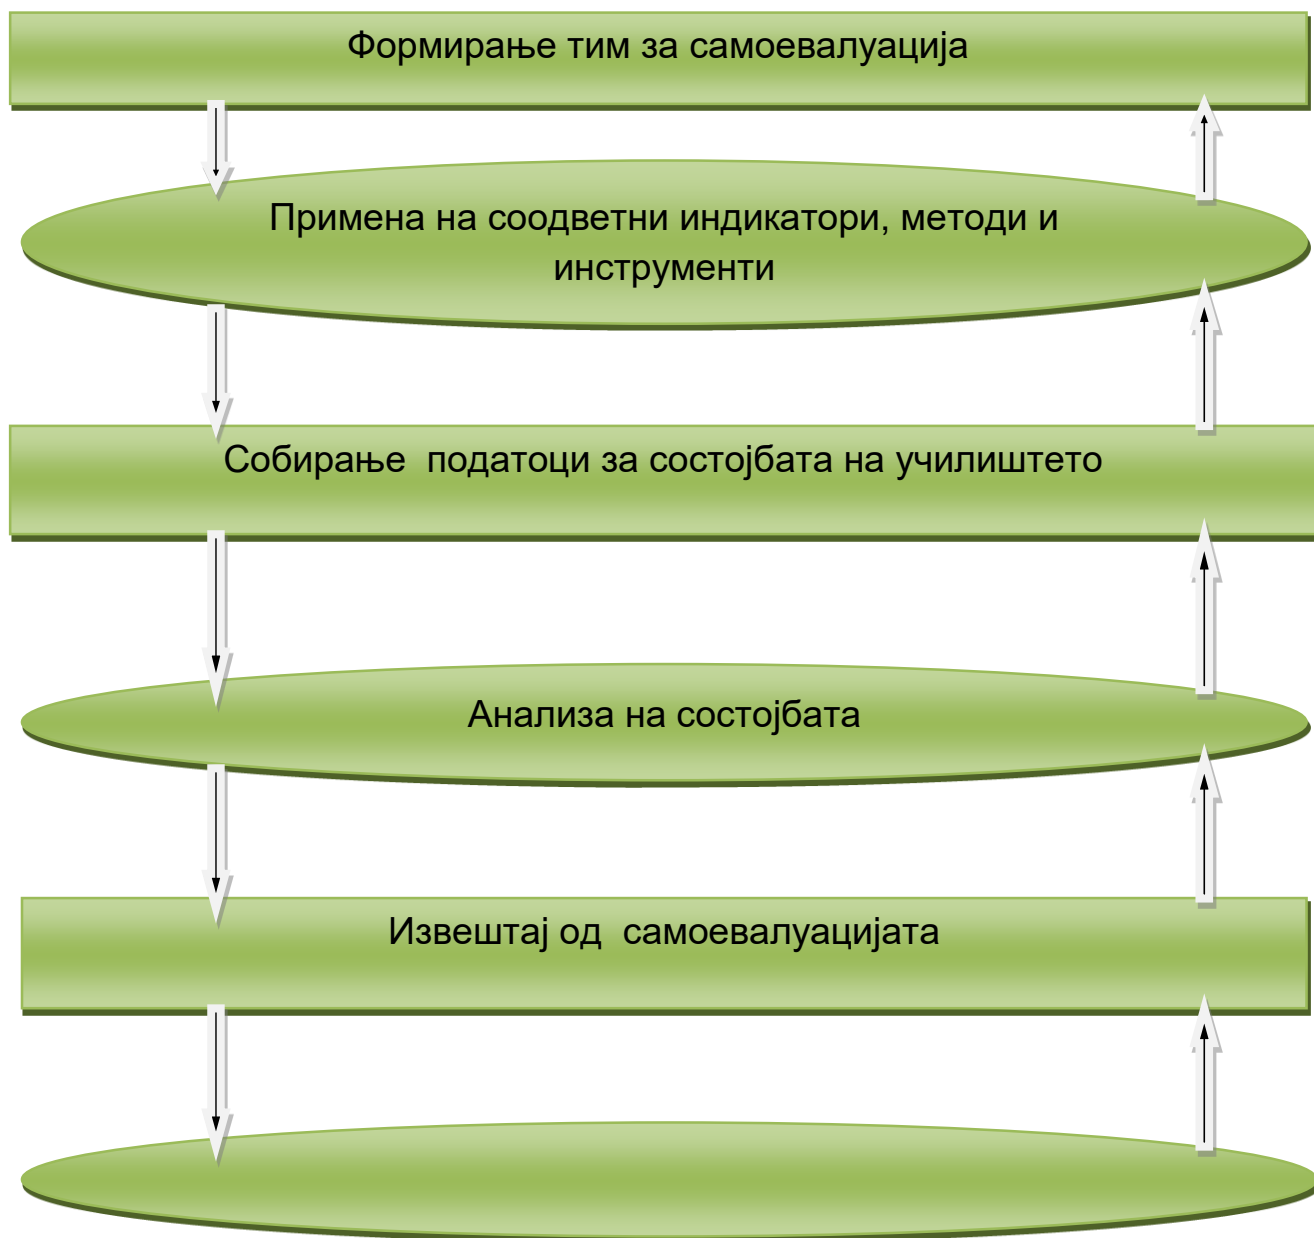 Формирање тим за самоевалуација
Примена на соодветни индикатори, методи и
инструменти
Собирање  податоци за состојбата на училиштето
Анализа на состојбата
Извештај од  самоевалуацијата